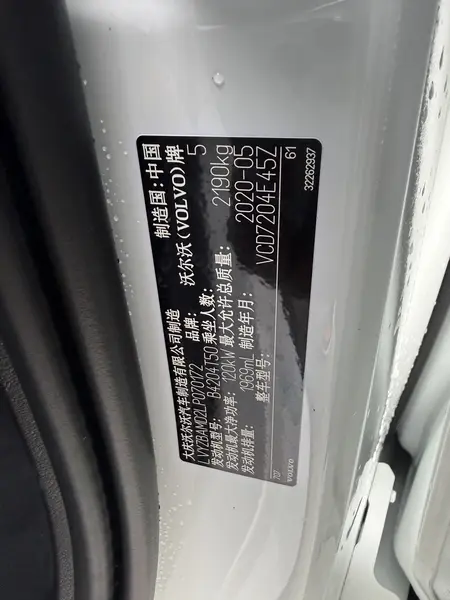 大庆沃尔沃汽车制造有限公司制造 制造国：中国
LVYZBAMD2LP070172 品牌：沃尔沃（VOLVO）牌
发动机型号：B4204T50 乘坐人数：5
发动机最大净功率：120kW 最大允许总质量：2190kg
发动机排量：1969mL 制造年月：2020-05
整车型号：VCD7204E45Z
707 61
VOLVO 32262937